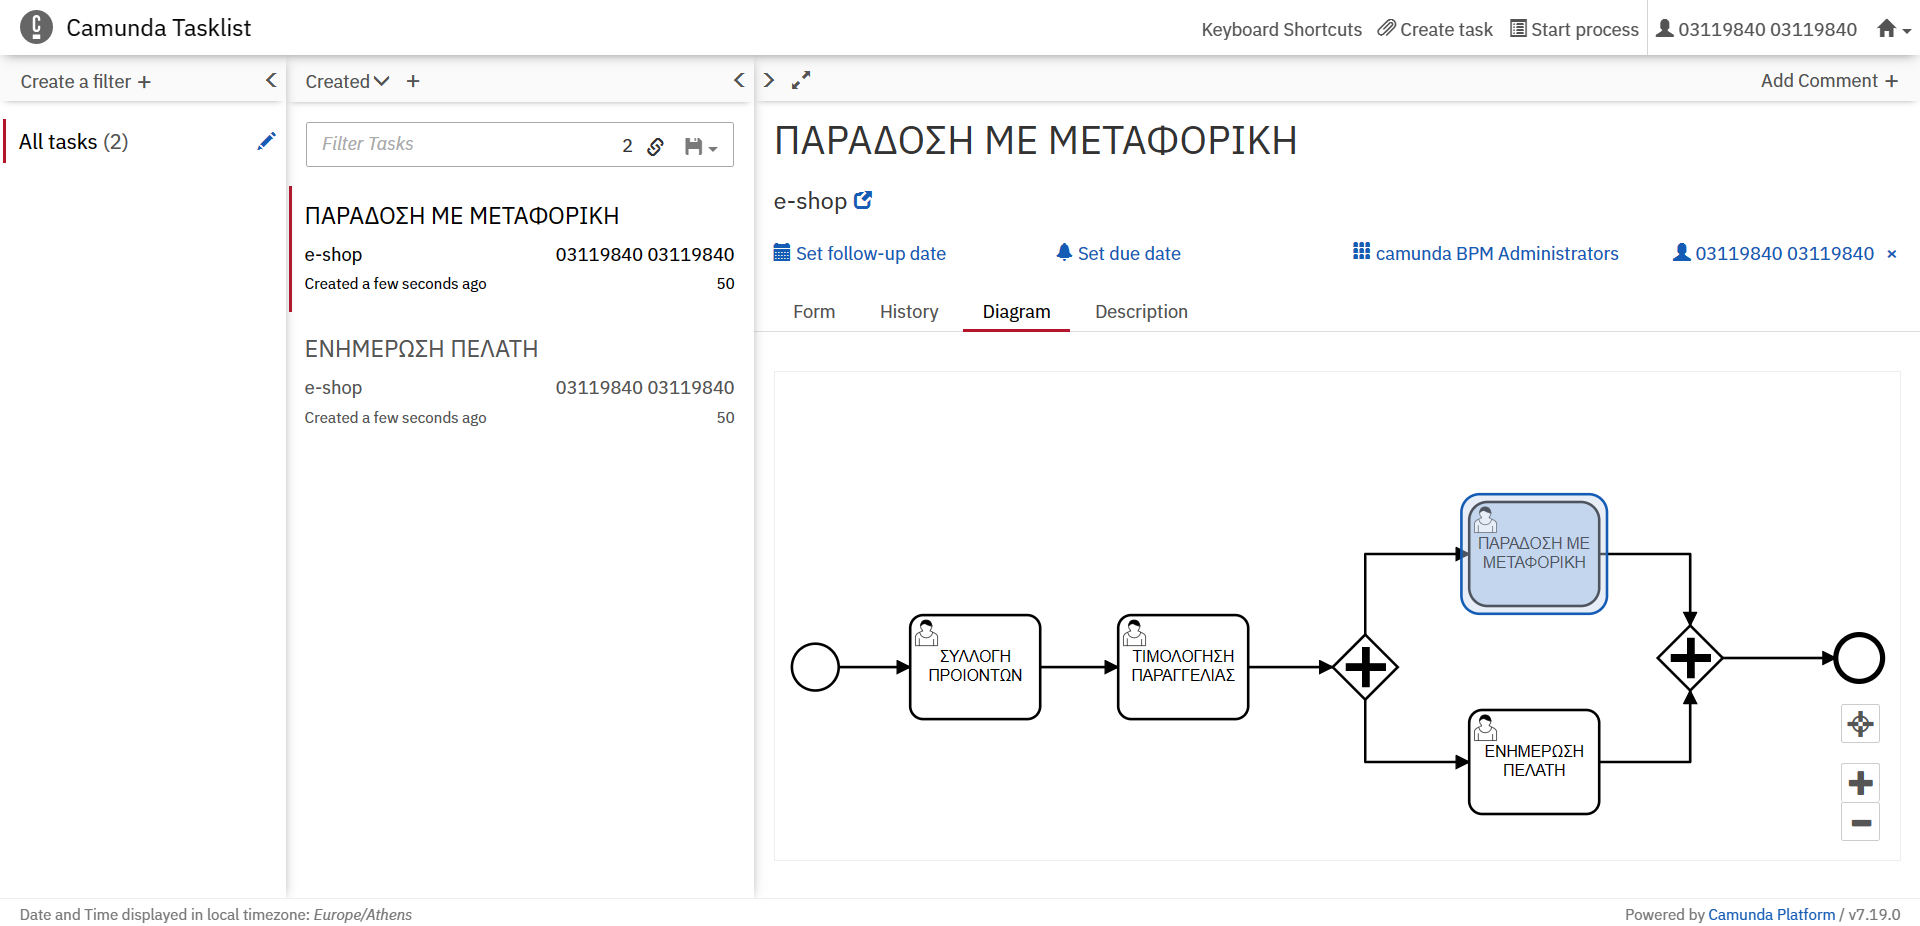 Camunda Tasklist
Keyboard Shortcuts Create task Start process 03119840 03119840
Create a filter +
Created +
Add Comment +
All tasks (2)
Filter Tasks 2
ΠΑΡΑΔΟΣΗ ΜΕ ΜΕΤΑΦΟΡΙΚΗ
e-shop 03119840 03119840
Created a few seconds ago 50
ΕΝΗΜΕΡΩΣΗ ΠΕΛΑΤΗ
e-shop 03119840 03119840
Created a few seconds ago 50
ΠΑΡΑΔΟΣΗ ΜΕ ΜΕΤΑΦΟΡΙΚΗ
e-shop
Set follow-up date Set due date camunda BPM Administrators 03119840 03119840 ×
Form History Diagram Description
ΣΥΛΛΟΓΗ
ΠΡΟΙΟΝΤΩΝ
ΤΙΜΟΛΟΓΗΣΗ
ΠΑΡΑΓΓΕΛΙΑΣ
ΠΑΡΑΔΟΣΗ ΜΕ
ΜΕΤΑΦΟΡΙΚΗ
ΕΝΗΜΕΡΩΣΗ
ΠΕΛΑΤΗ
Date and Time displayed in local timezone: Europe/Athens
Powered by Camunda Platform / v7.19.0